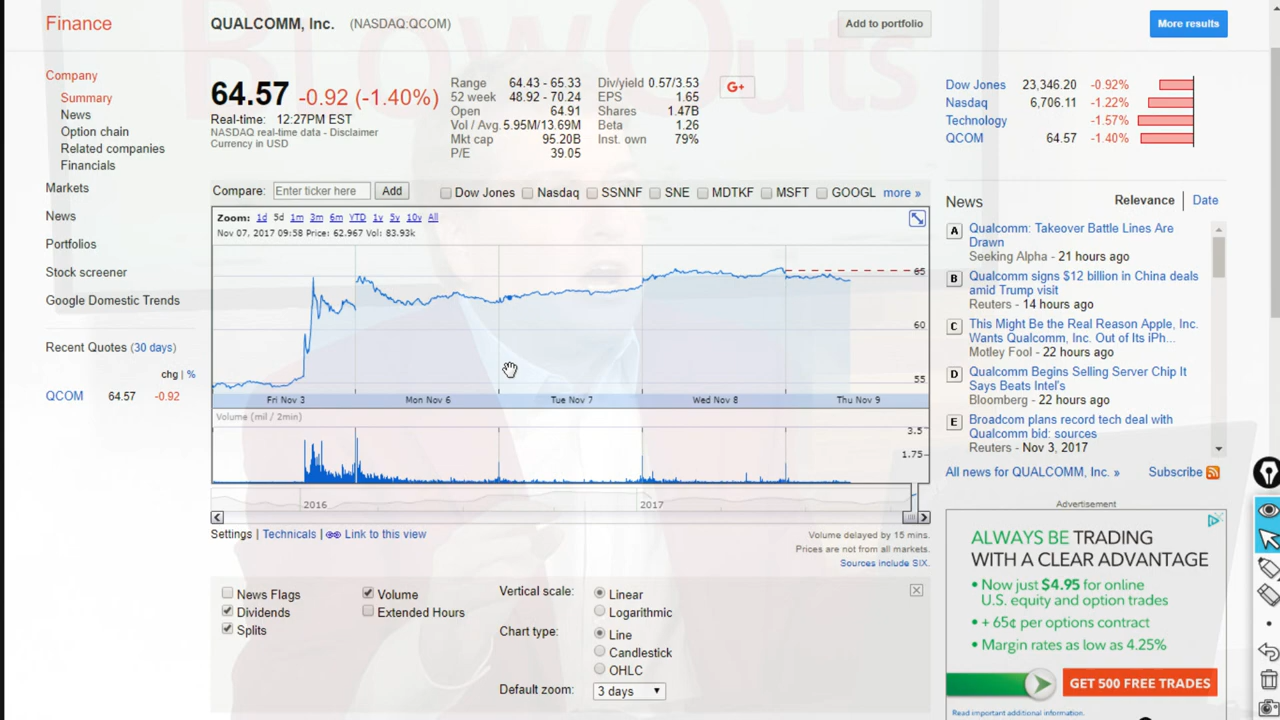 Finance
QUALCOMM, Inc. (NASDAQ:QCOM)
Add to portfolio
More results
Blow Outs
Company
Summary
News
Option chain
Related companies
Financials
Markets
News
Portfolios
Stock screener
Google Domestic Trends
Recent Quotes (30 days)
chg | %
QCOM 64.57 -0.92
64.57 -0.92 (-1.40%)
Real-time: 12:27PM EST
NASDAQ real-time data - Disclaimer
Currency in USD
Range 64.43 - 65.33
52 week 48.92 - 70.24
Open 64.91
Vol / Avg. 5.95M/13.69M
Mkt cap 95.20B
P/E 39.05
Div/yield 0.57/3.53
EPS 1.65
Shares 1.47B
Beta 1.26
Inst. own 79%
G+
Compare: Enter ticker here Add Dow Jones Nasdaq SSNNF SNE MDTKF MSFT GOOGL more »
Zoom: 1d 5d 1m 3m 6m YTD 1y 5y 10y All
Nov 07, 2017 09:58 Price: 62.967 Vol: 83.93k
65
60
55
Fri Nov 3 Mon Nov 6 Tue Nov 7 Wed Nov 8 Thu Nov 9
Volume (mil / 2min)
3.5
1.75
2016 2017
Settings | Technicals | Link to this view
Volume delayed by 15 mins.
Prices are not from all markets.
Sources include SIX.
News Flags
Dividends
Splits
Volume
Extended Hours
Vertical scale: Linear
Logarithmic
Chart type: Line
Candlestick
OHLC
Default zoom: 3 days
Dow Jones 23,346.20 -0.92%
Nasdaq 6,706.11 -1.22%
Technology -1.57%
QCOM 64.57 -1.40%
News Relevance Date
A Qualcomm: Takeover Battle Lines Are
Drawn
Seeking Alpha - 21 hours ago
B Qualcomm signs $12 billion in China deals
amid Trump visit
Reuters - 14 hours ago
C This Might Be the Real Reason Apple, Inc.
Wants Qualcomm, Inc. Out of Its iPh...
Motley Fool - 22 hours ago
D Qualcomm Begins Selling Server Chip It
Says Beats Intel's
Bloomberg - 22 hours ago
E Broadcom plans record tech deal with
Qualcomm bid: sources
Reuters - Nov 3, 2017
All news for QUALCOMM, Inc. » Subscribe
Advertisement
ALWAYS BE TRADING
WITH A CLEAR ADVANTAGE
• Now just $4.95 for online
U.S. equity and option trades
• + 65¢ per options contract
• Margin rates as low as 4.25%
GET 500 FREE TRADES
Read important additional information.